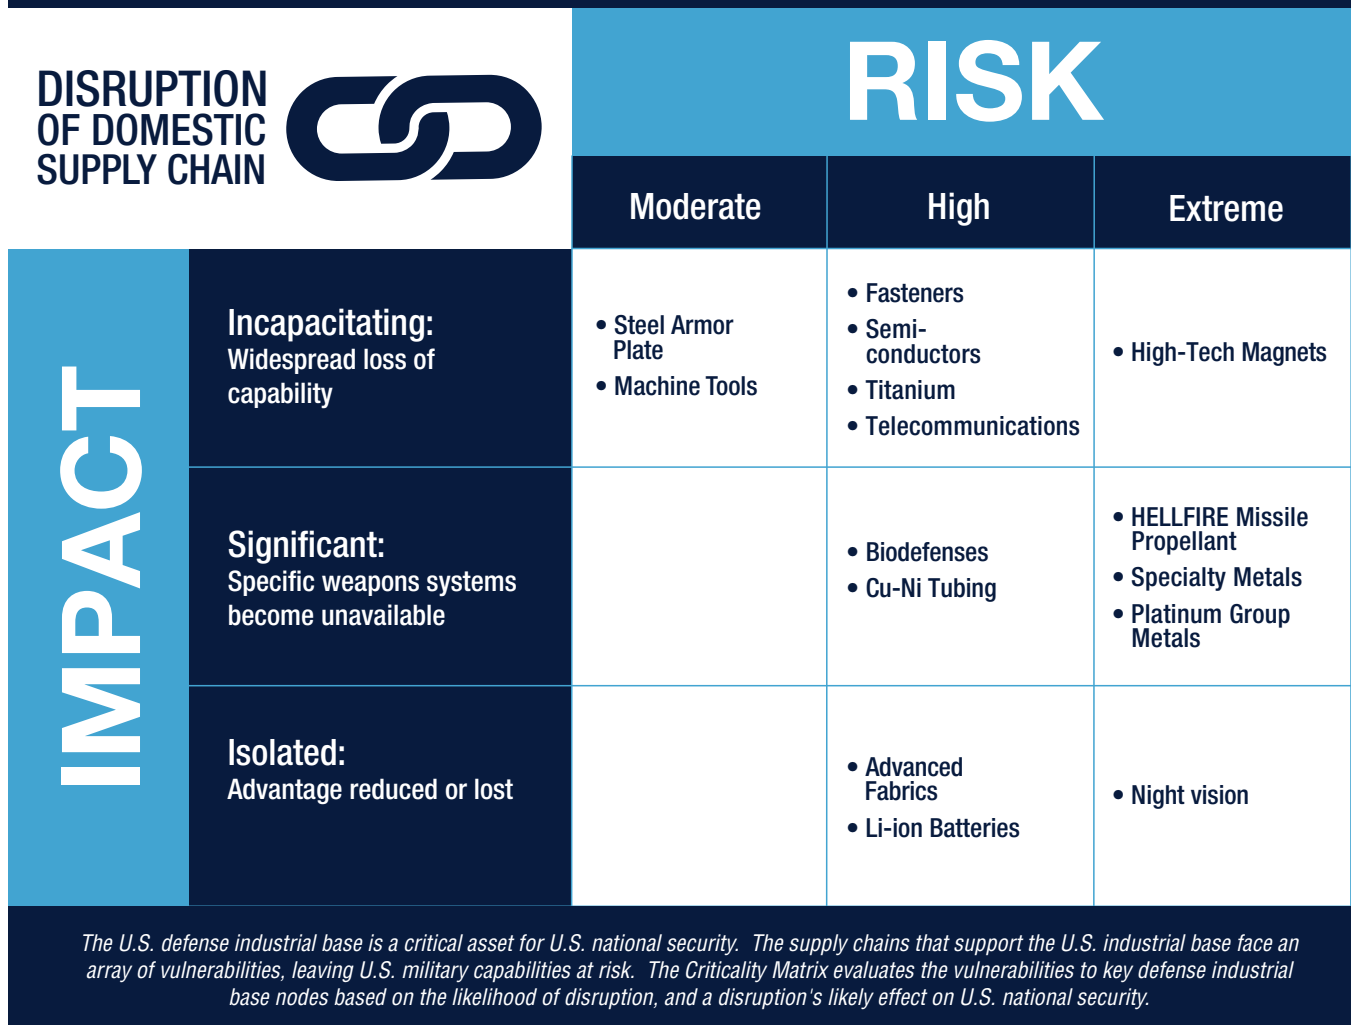 DISRUPTION
OF DOMESTIC
SUPPLY CHAIN
RISK
Moderate
High
Extreme
IMPACT
Incapacitating:
Widespread loss of
capability
• Steel Armor
Plate
• Machine Tools
• Fasteners
• Semi-
conductors
• Titanium
• Telecommunications
• High-Tech Magnets
Significant:
Specific weapons systems
become unavailable
• Biodefenses
• Cu-Ni Tubing
• HELLFIRE Missile
Propellant
• Specialty Metals
• Platinum Group
Metals
Isolated:
Advantage reduced or lost
• Advanced
Fabrics
• Li-ion Batteries
• Night vision
The U.S. defense industrial base is a critical asset for U.S. national security.  The supply chains that support the U.S. industrial base face an
array of vulnerabilities, leaving U.S. military capabilities at risk.  The Criticality Matrix evaluates the vulnerabilities to key defense industrial
base nodes based on the likelihood of disruption, and a disruption's likely effect on U.S. national security.